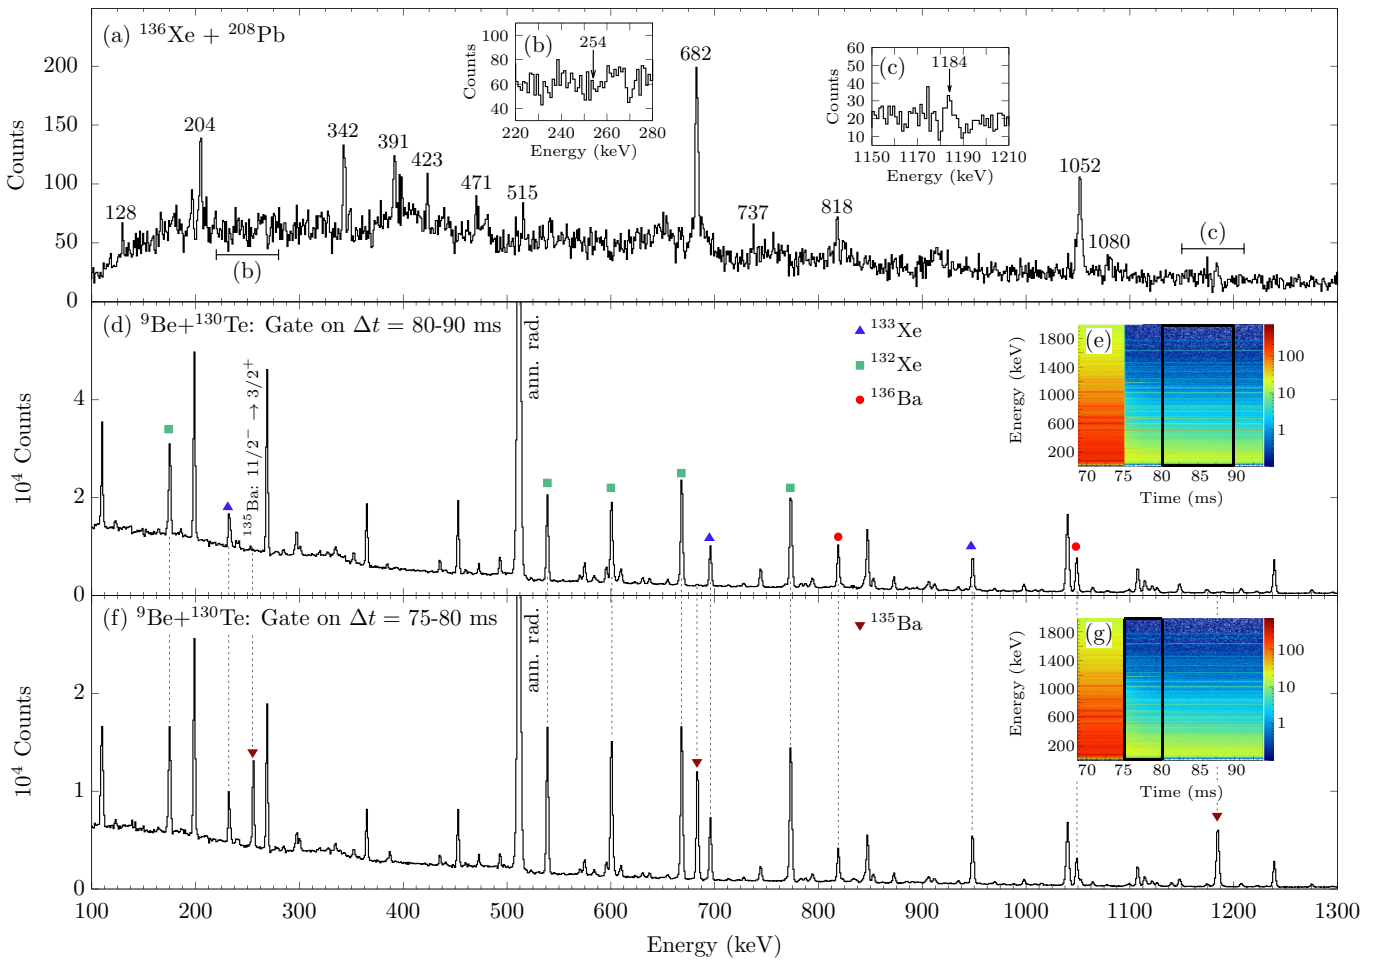 (a) ¹³⁶Xe + ²⁰⁸Pb
Counts
200
150
100
50
0
128
204
342
391
423
471
515
682
737
818
1052
1080
(b)
(c)
(b)
254
Counts
100
80
60
40
220 240 260 280
Energy (keV)
(c)
1184
Counts
60
50
40
30
20
10
1150 1170 1190 1210
Energy (keV)
(d) ⁹Be+¹³⁰Te: Gate on Δt = 80-90 ms
10⁴ Counts
4
2
0
¹³⁵Ba: 11/2⁻ → 3/2⁺
ann. rad.
¹³³Xe
¹³²Xe
¹³⁶Ba
(e)
Energy (keV)
1800
1400
1000
600
200
70 75 80 85 90
Time (ms)
100
10
1
(f) ⁹Be+¹³⁰Te: Gate on Δt = 75-80 ms
10⁴ Counts
2
1
0
ann. rad.
¹³⁵Ba
(g)
Energy (keV)
1800
1400
1000
600
200
70 75 80 85 90
Time (ms)
100
10
1
100 200 300 400 500 600 700 800 900 1000 1100 1200 1300
Energy (keV)